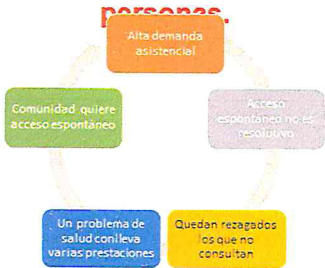 personas.
Alta demanda
asistencial
Acceso
espontáneo no es
resolutivo
Quedan rezagados
los que no
consultan
Un problema de
salud conlleva
varias prestaciones
Comunidad quiere
acceso espontáneo